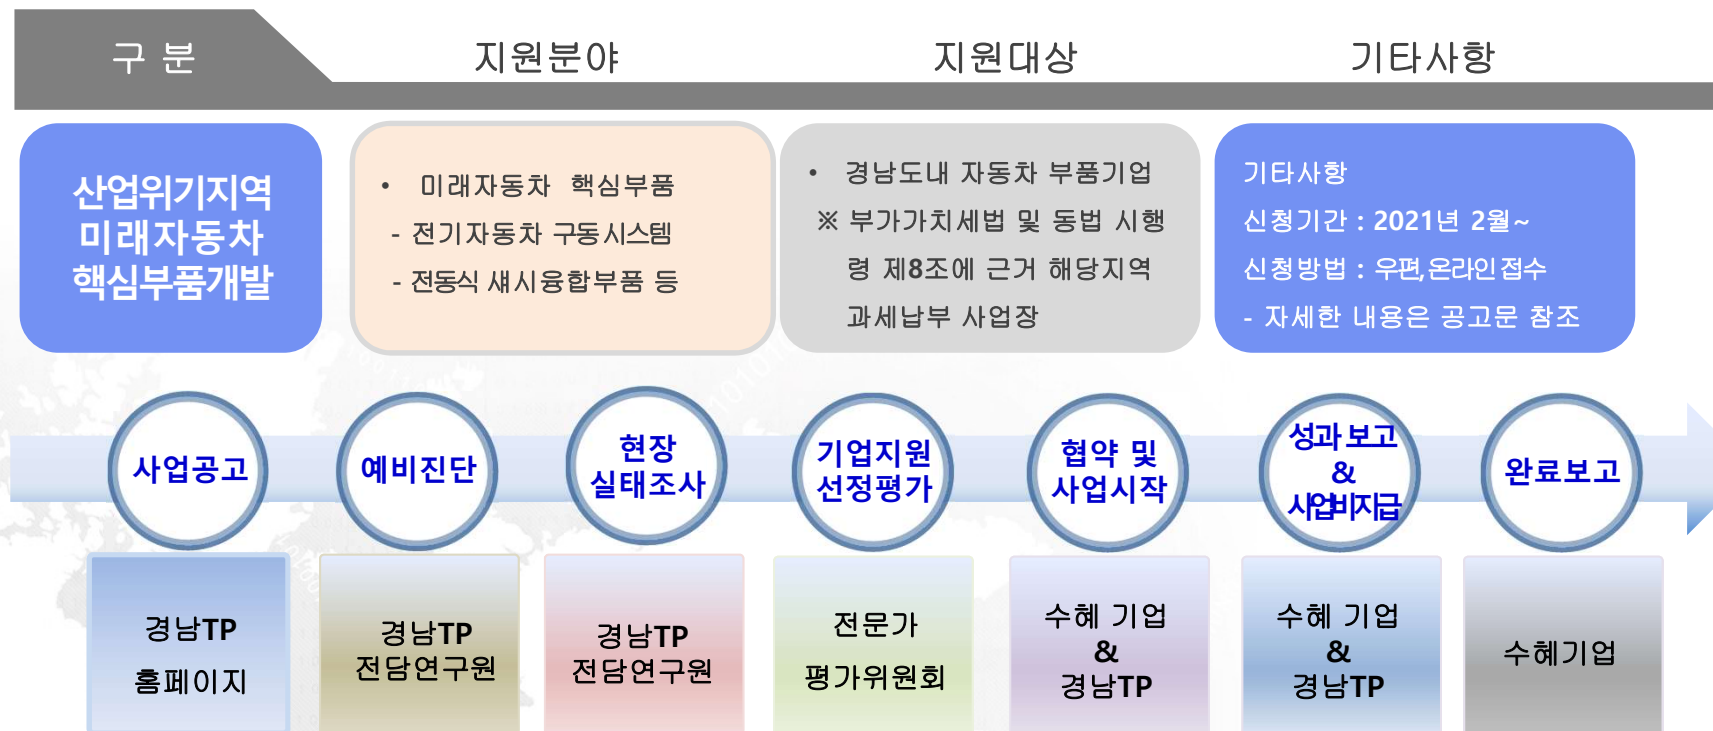 구 분
지원분야
지원대상
기타사항
산업위기지역
미래자동차
핵심부품개발
• 미래자동차 핵심부품
- 전기자동차 구동시스템
- 전동식 섀시융합부품 등
• 경남도내 자동차 부품기업
※ 부가가치세법 및 동법 시행
령 제8조에 근거 해당지역
과세납부 사업장
기타사항
신청기간 : 2021년 2월~
신청방법 : 우편,온라인 접수
- 자세한 내용은 공고문 참조
사업공고
예비진단
현장
실태조사
기업지원
선정평가
협약 및
사업시작
성과 보고
&
사업비지급
완료보고
경남TP
홈페이지
경남TP
전담연구원
경남TP
전담연구원
전문가
평가위원회
수혜 기업
&
경남TP
수혜 기업
&
경남TP
수혜기업